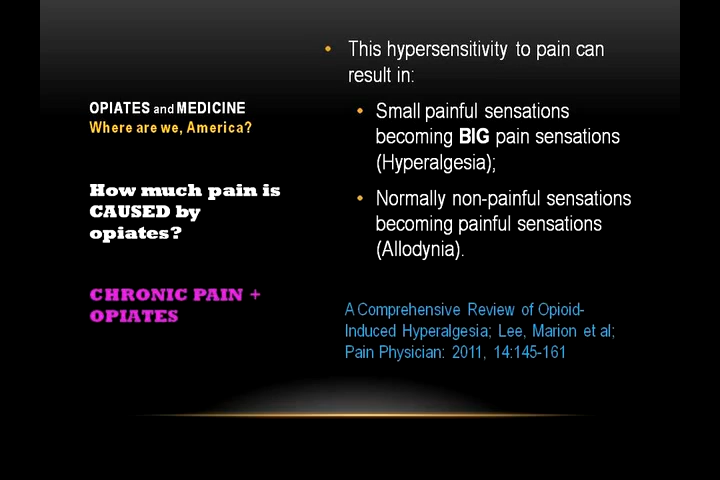 OPIATES and MEDICINE
Where are we, America?
How much pain is
CAUSED by
opiates?
CHRONIC PAIN +
OPIATES
• This hypersensitivity to pain can
result in:
• Small painful sensations
becoming BIG pain sensations
(Hyperalgesia);
• Normally non-painful sensations
becoming painful sensations
(Allodynia).
A Comprehensive Review of Opioid-
Induced Hyperalgesia; Lee, Marion et al;
Pain Physician: 2011, 14:145-161